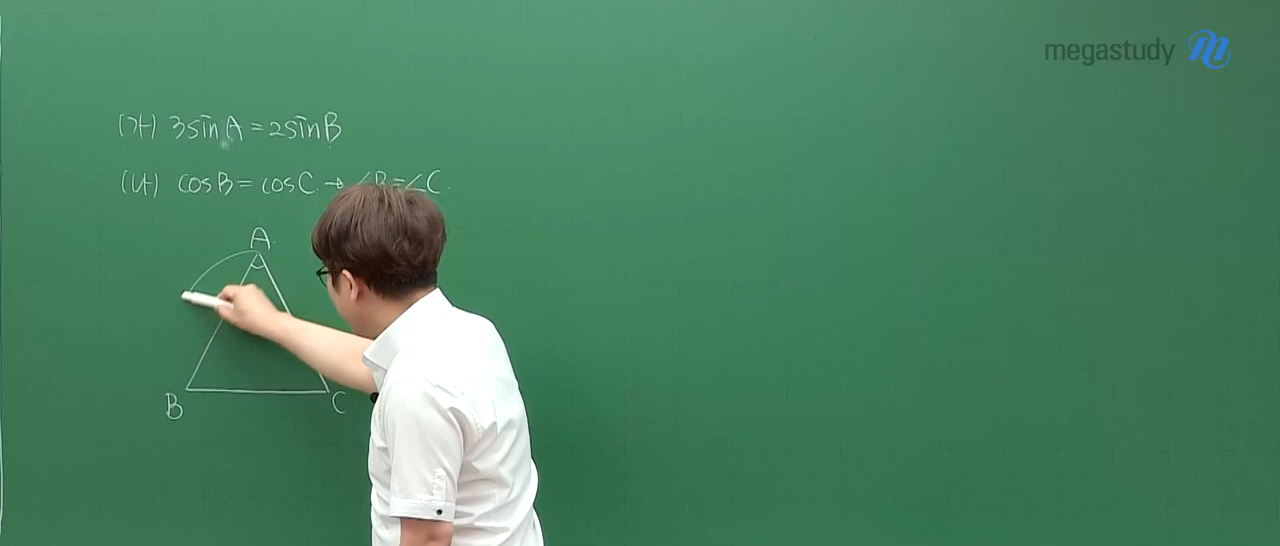 megastudy
(가) 3sinA = 2sinB
(나) cosB = cosC → ∠B = ∠C.
A
B
C